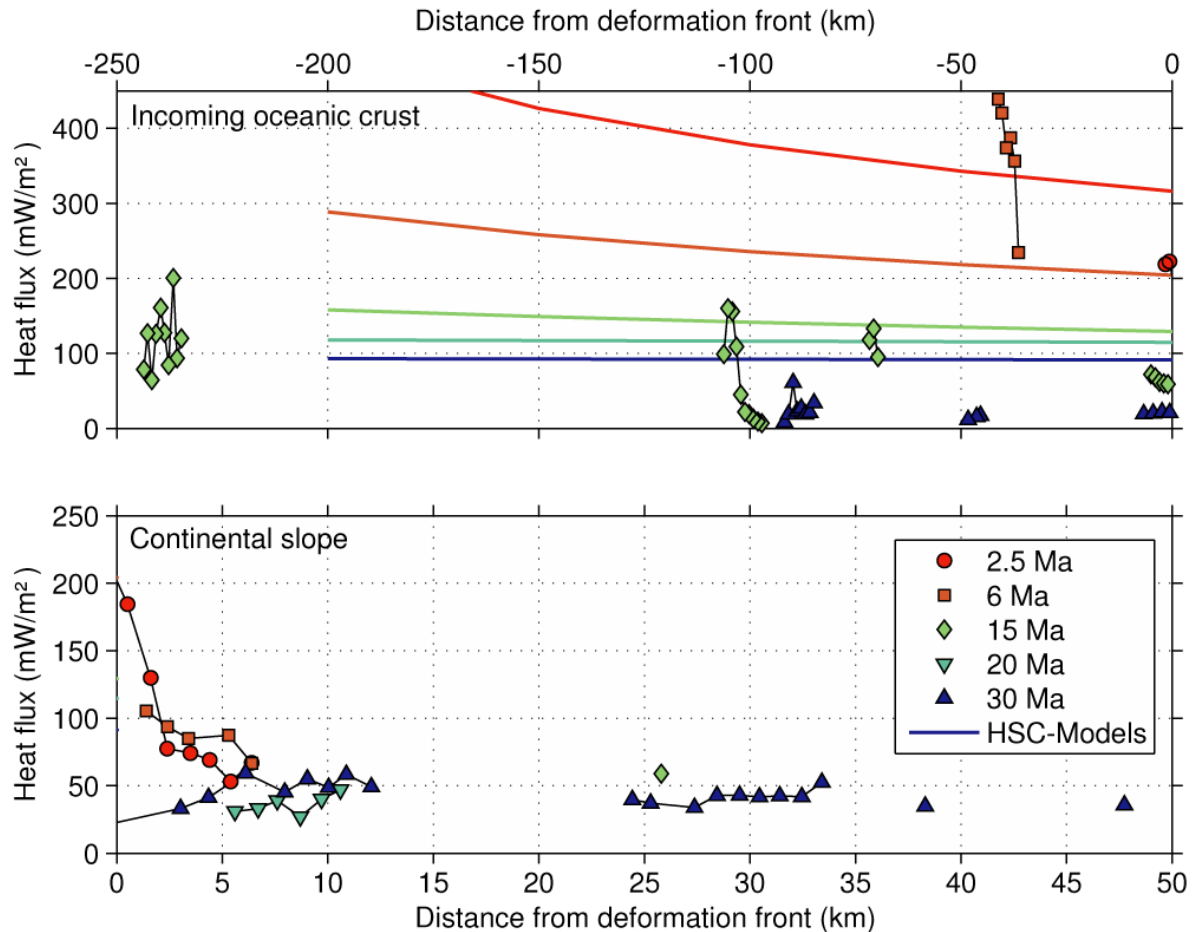 Distance from deformation front (km)
-250 -200 -150 -100 -50 0
Incoming oceanic crust
400
300
200
100
0
Heat flux (mW/m²)
250
Continental slope
200
150
100
50
0
Heat flux (mW/m²)
2.5 Ma
6 Ma
15 Ma
20 Ma
30 Ma
HSC-Models
0 5 10 15 20 25 30 35 40 45 50
Distance from deformation front (km)